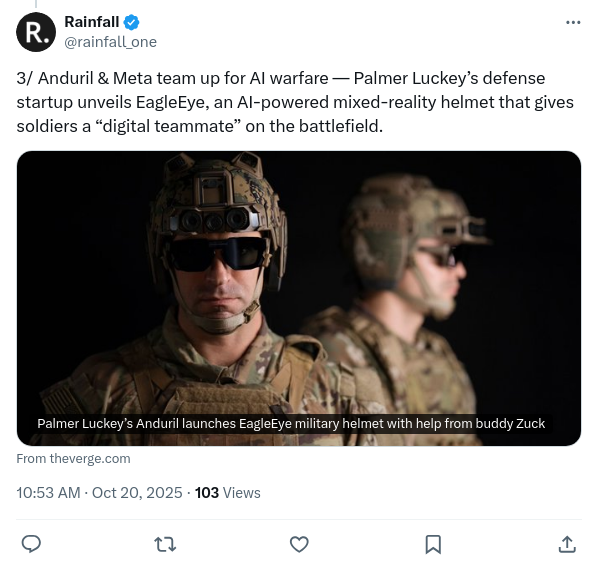 R.
Rainfall
@rainfall_one
3/ Anduril & Meta team up for AI warfare — Palmer Luckey’s defense
startup unveils EagleEye, an AI-powered mixed-reality helmet that gives
soldiers a “digital teammate” on the battlefield.
Palmer Luckey’s Anduril launches EagleEye military helmet with help from buddy Zuck
From theverge.com
10:53 AM · Oct 20, 2025 · 103 Views